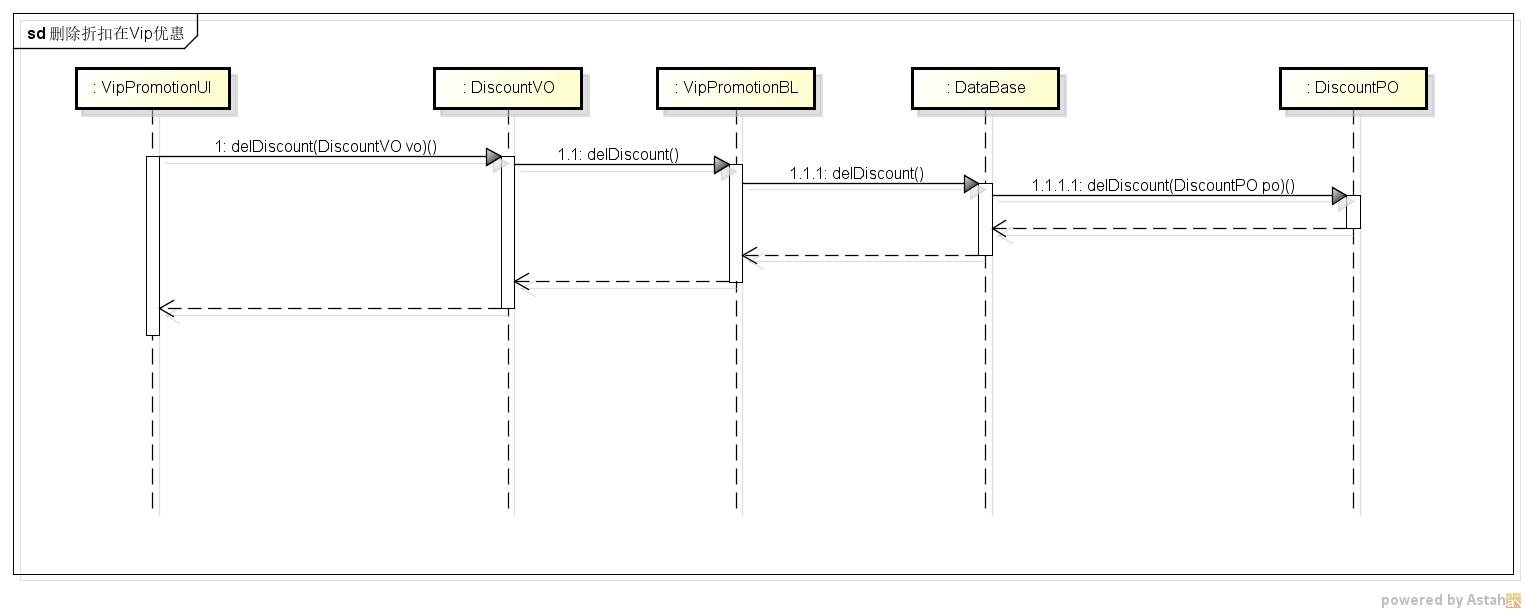 sd 删除折扣在Vip优惠
: VipPromotionUI
: DiscountVO
: VipPromotionBL
: DataBase
: DiscountPO
1: delDiscount(DiscountVO vo)()
1.1: delDiscount()
1.1.1: delDiscount()
1.1.1.1: delDiscount(DiscountPO po)()
powered by Astah